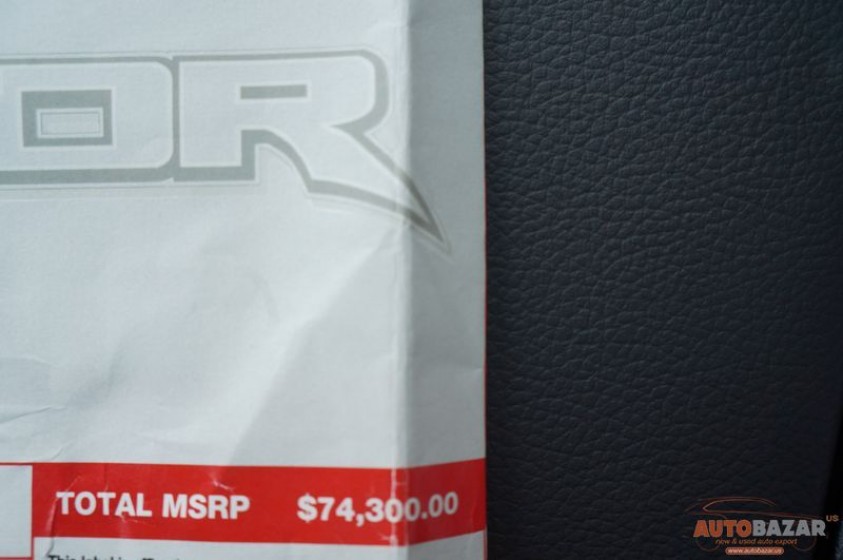 OR
TOTAL MSRP $74,300.00
AUTOBAZAR US
new & used auto export
www.autobazar.us